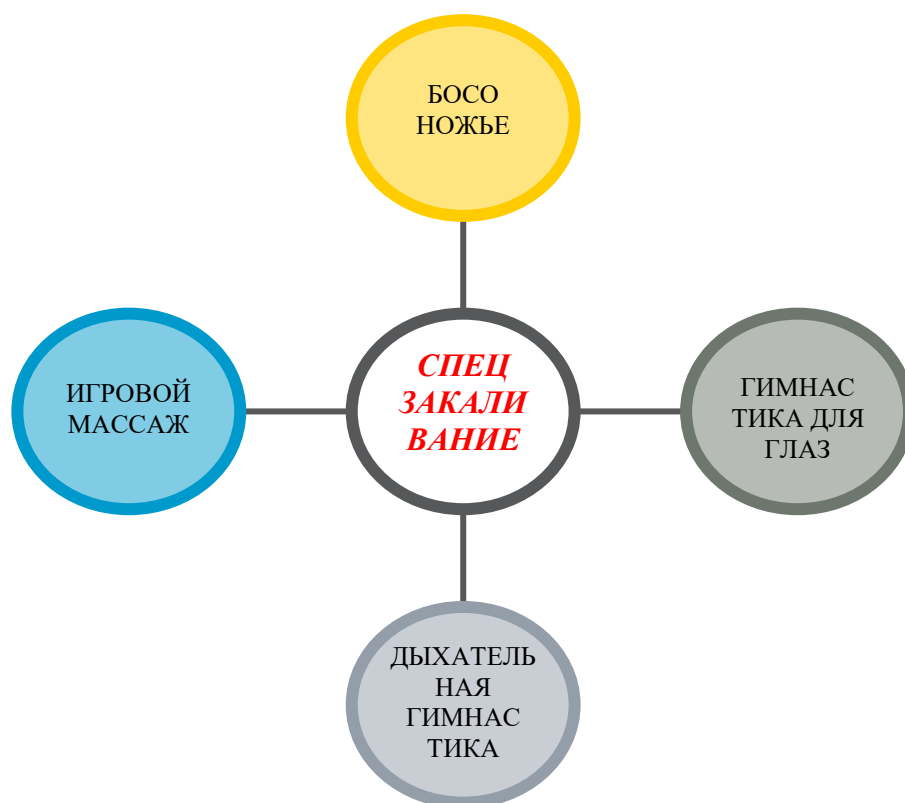 БОСО
НОЖЬЕ
ИГРОВОЙ
МАССАЖ
СПЕЦ
ЗАКАЛИ
ВАНИЕ
ГИМНАС
ТИКА ДЛЯ
ГЛАЗ
ДЫХАТЕЛЬ
НАЯ
ГИМНАС
ТИКА